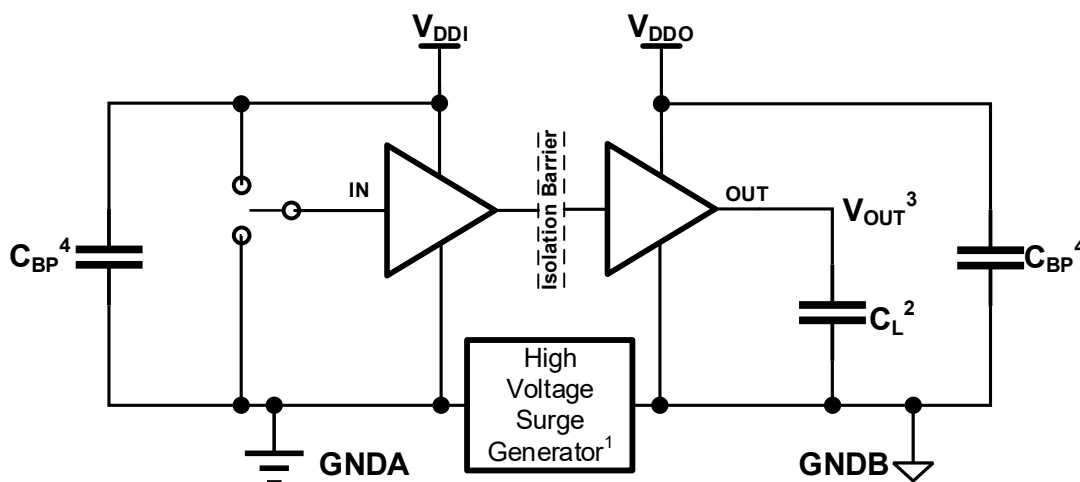 VDDI
VDDO
Isolation Barrier
IN
OUT
VOUT3
CBP4
CBP4
CL2
High
Voltage
Surge
Generator1
GNDA
GNDB